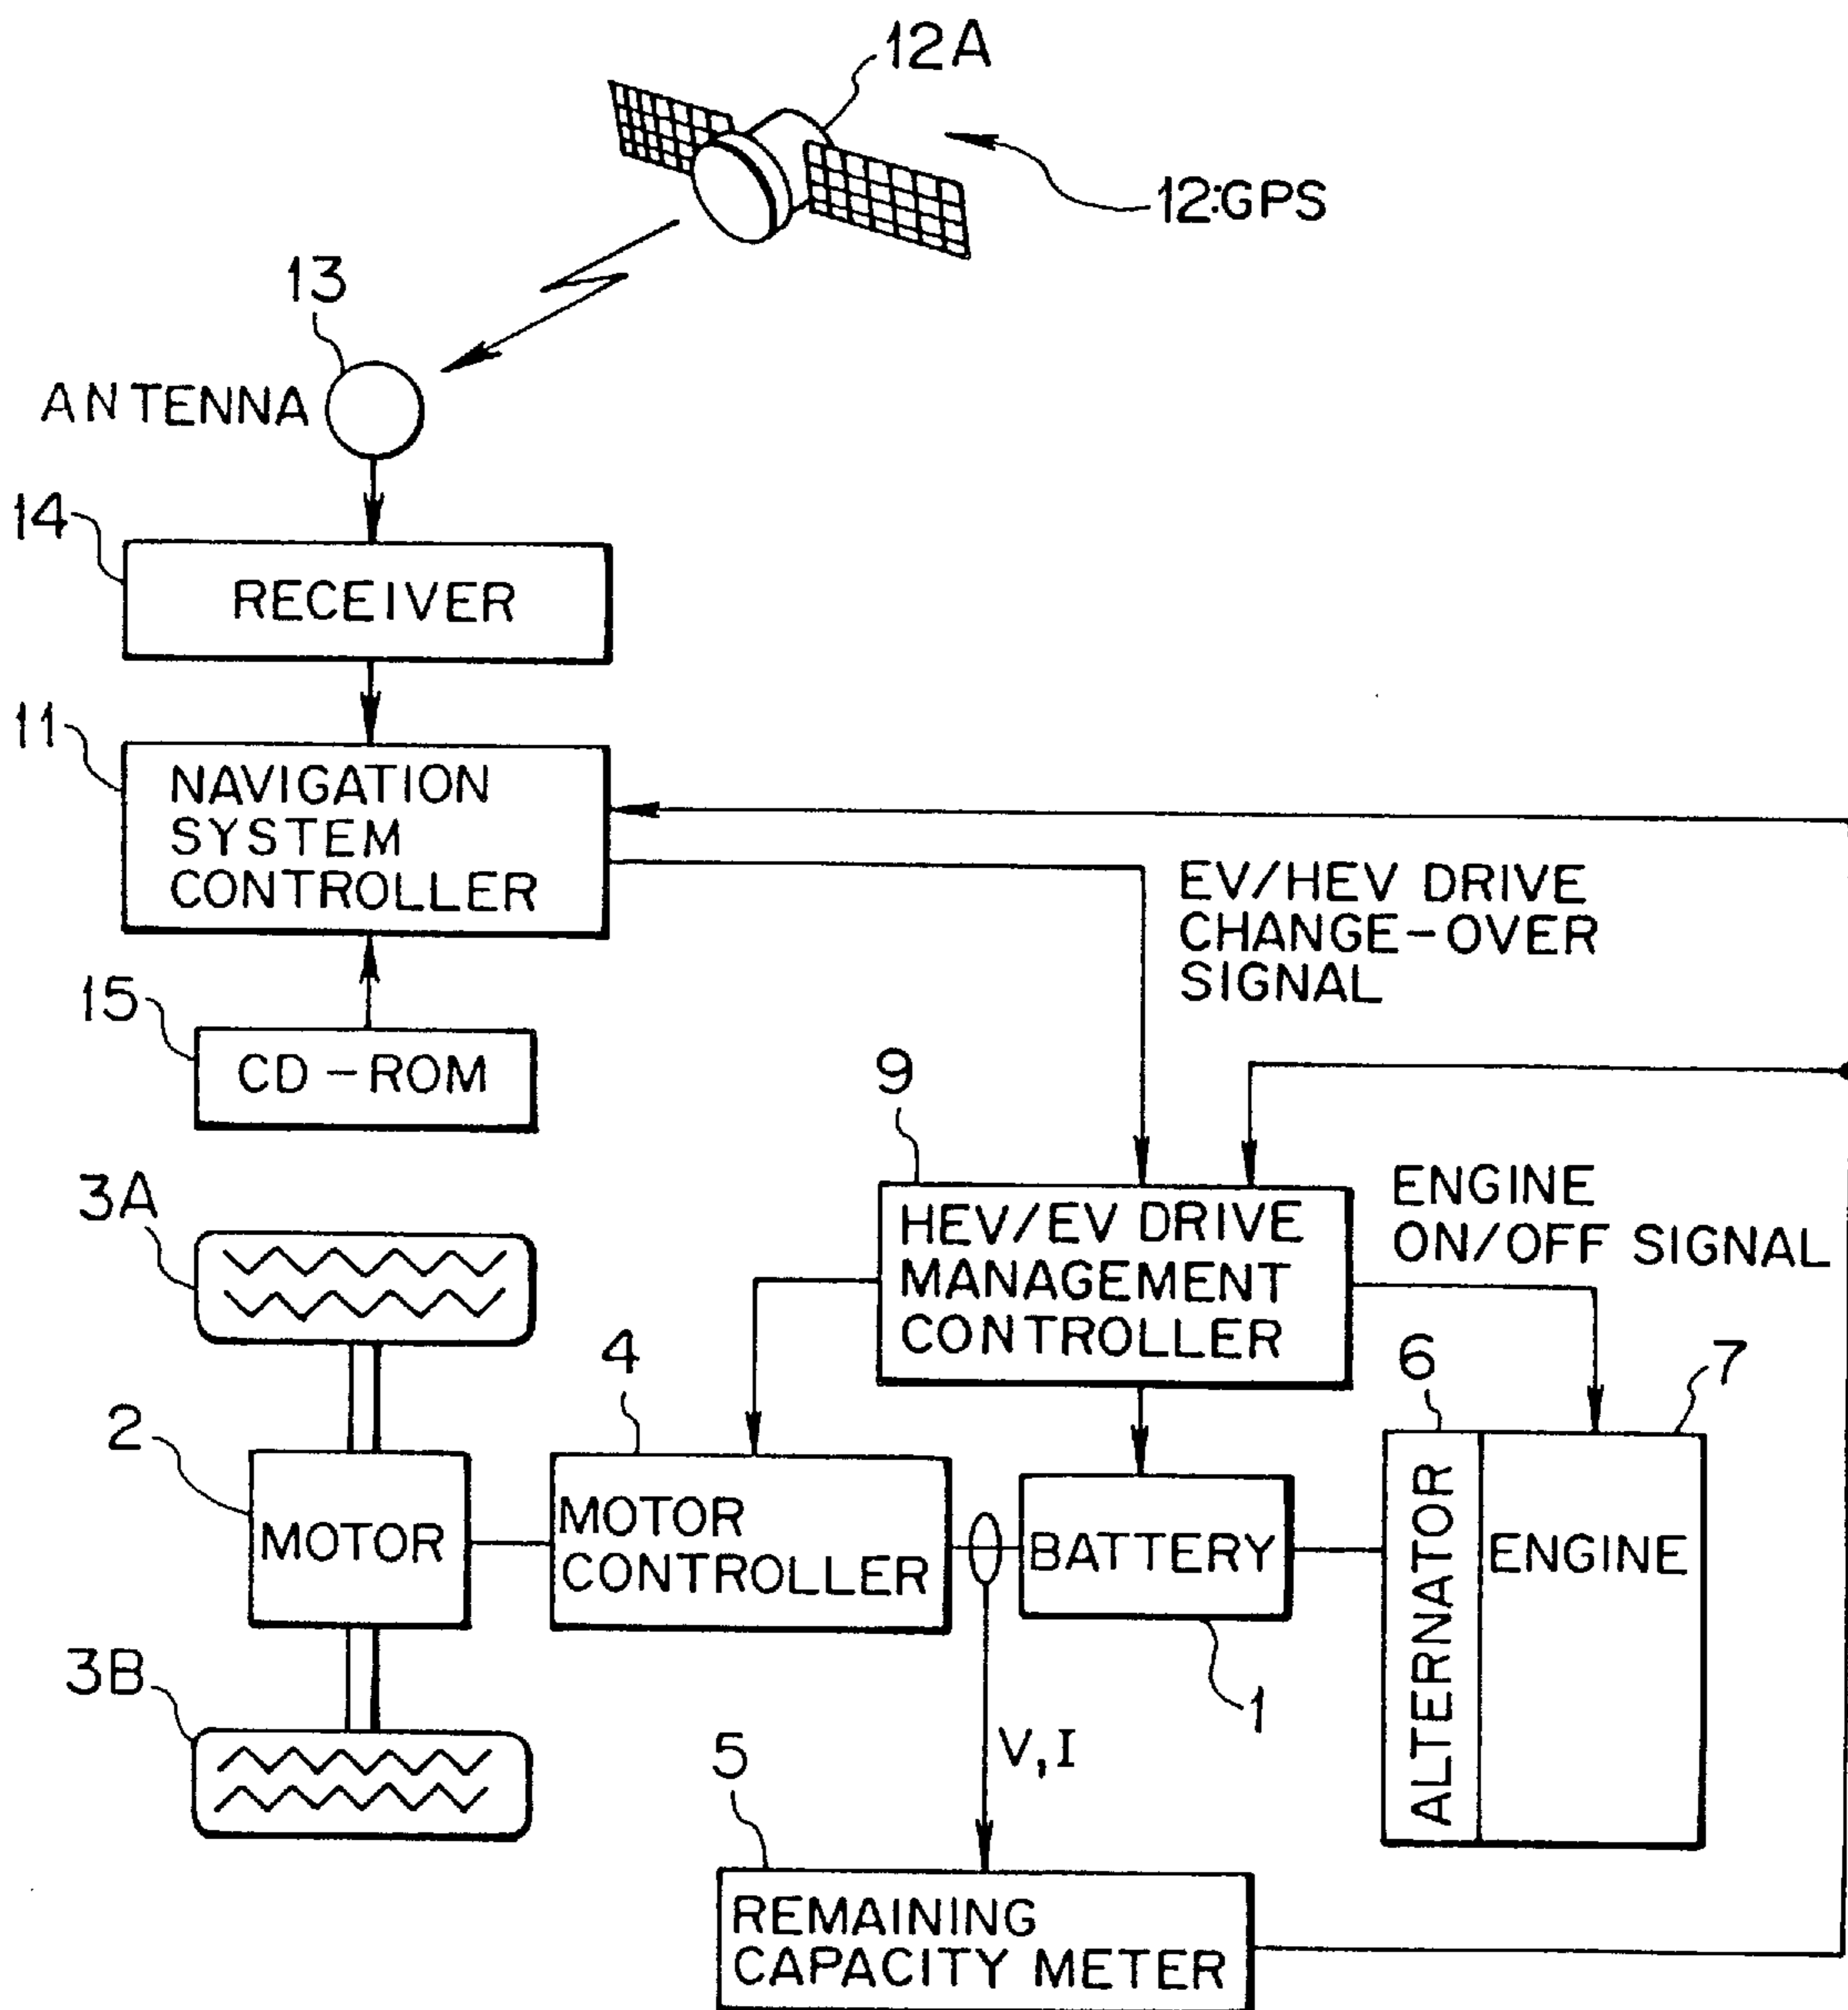 12A
12:GPS
13
ANTENNA
14
RECEIVER
11
NAVIGATION
SYSTEM
CONTROLLER
EV/HEV DRIVE
CHANGE-OVER
SIGNAL
15
CD-ROM
9
HEV/EV DRIVE
MANAGEMENT
CONTROLLER
ENGINE
ON/OFF SIGNAL
3A
4
6
7
2
MOTOR
MOTOR
CONTROLLER
BATTERY
ALTERNATOR
ENGINE
3B
1
V,I
5
REMAINING
CAPACITY METER